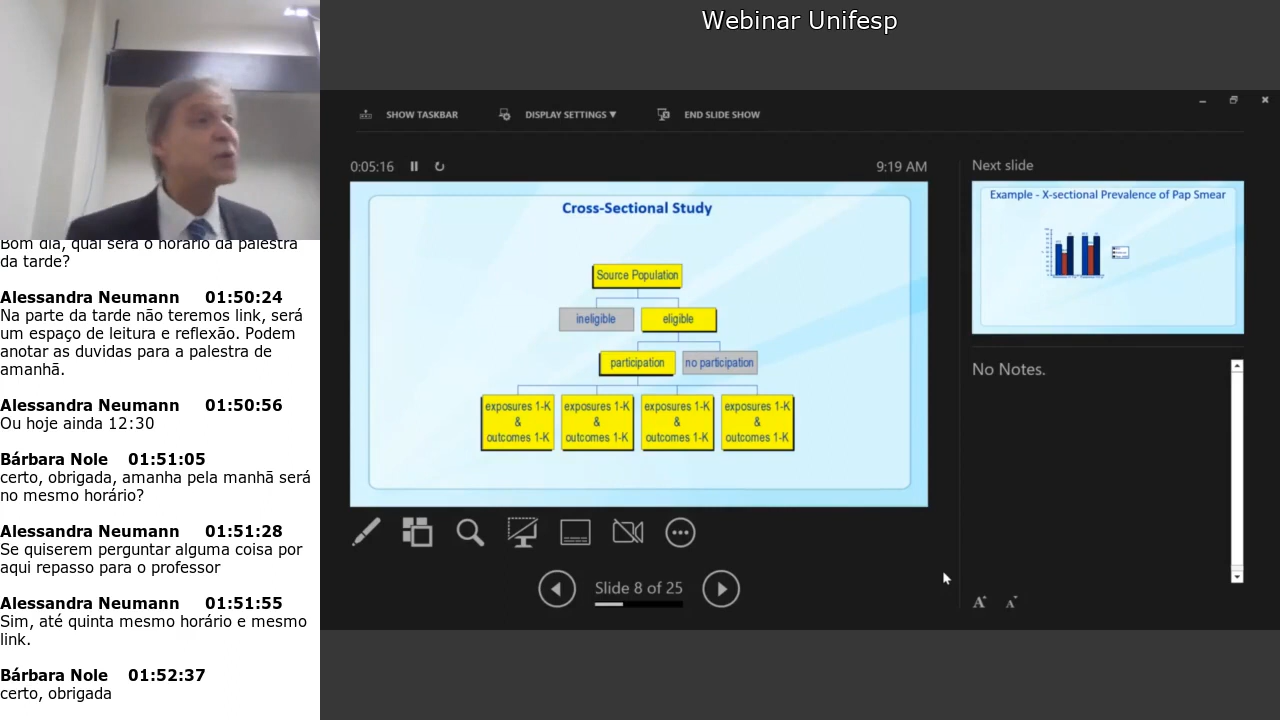 Webinar Unifesp
SHOW TASKBAR
DISPLAY SETTINGS ▼
END SLIDE SHOW
0:05:16
9:19 AM
Cross-Sectional Study
Source Population
ineligible
eligible
participation
no participation
exposures 1-K
&
outcomes 1-K
exposures 1-K
&
outcomes 1-K
exposures 1-K
&
outcomes 1-K
exposures 1-K
&
outcomes 1-K
Slide 8 of 25
Next slide
Example - X-sectional Prevalence of Pap Smear
No Notes.
A A
Bom dia, qual será o horário da palestra
da tarde?
Alessandra Neumann 01:50:24
Na parte da tarde não teremos link, será
um espaço de leitura e reflexão. Podem
anotar as duvidas para a palestra de
amanhã.
Alessandra Neumann 01:50:56
Ou hoje ainda 12:30
Bárbara Nole 01:51:05
certo, obrigada, amanha pela manhã será
no mesmo horário?
Alessandra Neumann 01:51:28
Se quiserem perguntar alguma coisa por
aqui repasso para o professor
Alessandra Neumann 01:51:55
Sim, até quinta mesmo horário e mesmo
link.
Bárbara Nole 01:52:37
certo, obrigada